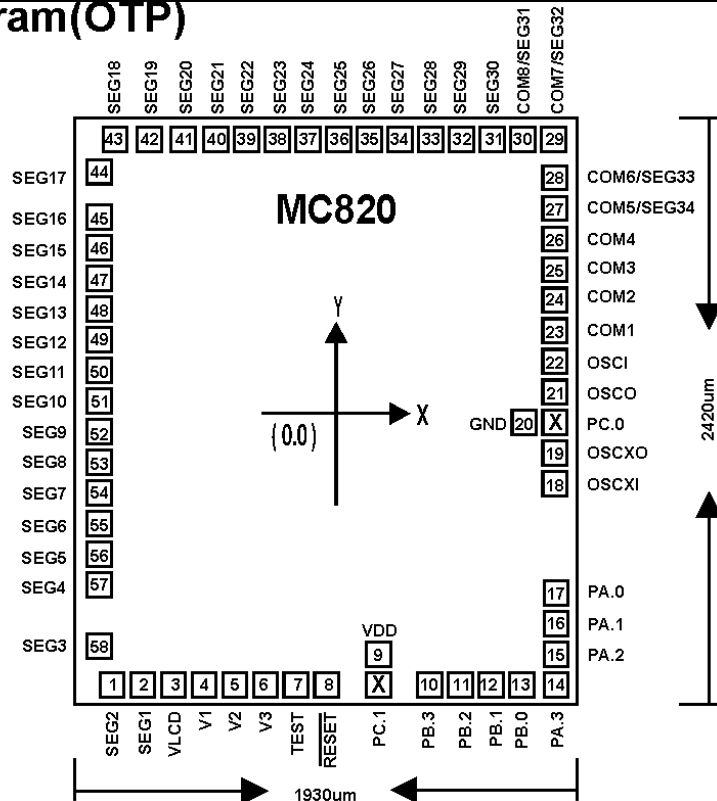 ram(OTP)
SEG18 SEG19 SEG20 SEG21 SEG22 SEG23 SEG24 SEG25 SEG26 SEG27 SEG28 SEG29 SEG30 COM8/SEG31 COM7/SEG32
43 42 41 40 39 38 37 36 35 34 33 32 31 30 29
SEG17 44 28 COM6/SEG33
MC820
SEG16 45 27 COM5/SEG34
SEG15 46 26 COM4
SEG14 47 25 COM3
SEG13 48 24 COM2
Y
SEG12 49 23 COM1
SEG11 50 22 OSCI
SEG10 51 21 OSCO
X
(0.0)
GND 20 X PC.0
SEG9 52 19 OSCXO
SEG8 53 18 OSCXI
SEG7 54
SEG6 55
SEG5 56
SEG4 57 17 PA.0
16 PA.1
SEG3 58 VDD
9 15 PA.2
1 2 3 4 5 6 7 8 X 10 11 12 13 14
SEG2 SEG1 VLCD V1 V2 V3 TEST RESET PC.1 PB.3 PB.2 PB.1 PB.0 PA.3
2420um
1930um